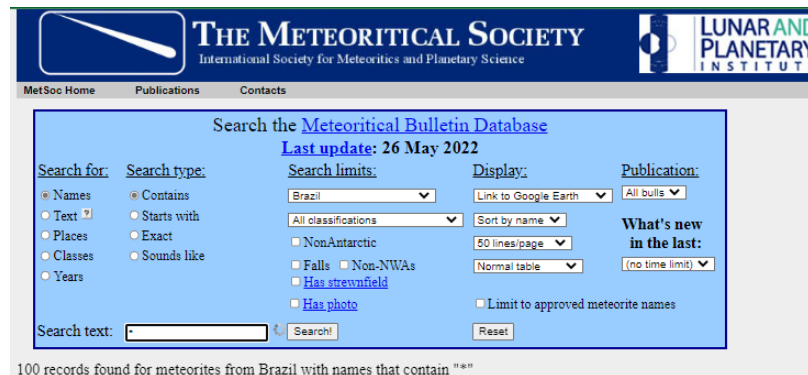 THE METEORITICAL SOCIETY
International Society for Meteoritics and Planetary Science
LUNAR AND
PLANETARY
INSTITUT
MetSoc Home Publications Contacts
Search the Meteoritical Bulletin Database
Last update: 26 May 2022
Search for: Search type: Search limits: Display: Publication:
Names Contains Brazil Link to Google Earth All bulls
Text ? Starts with All classifications Sort by name What's new
Places Exact NonAntarctic 50 lines/page in the last:
Classes Sounds like Falls Non-NWAs Normal table (no time limit)
Years Has strewnfield
Has photo Limit to approved meteorite names
Search text: * Search! Reset
100 records found for meteorites from Brazil with names that contain "*"